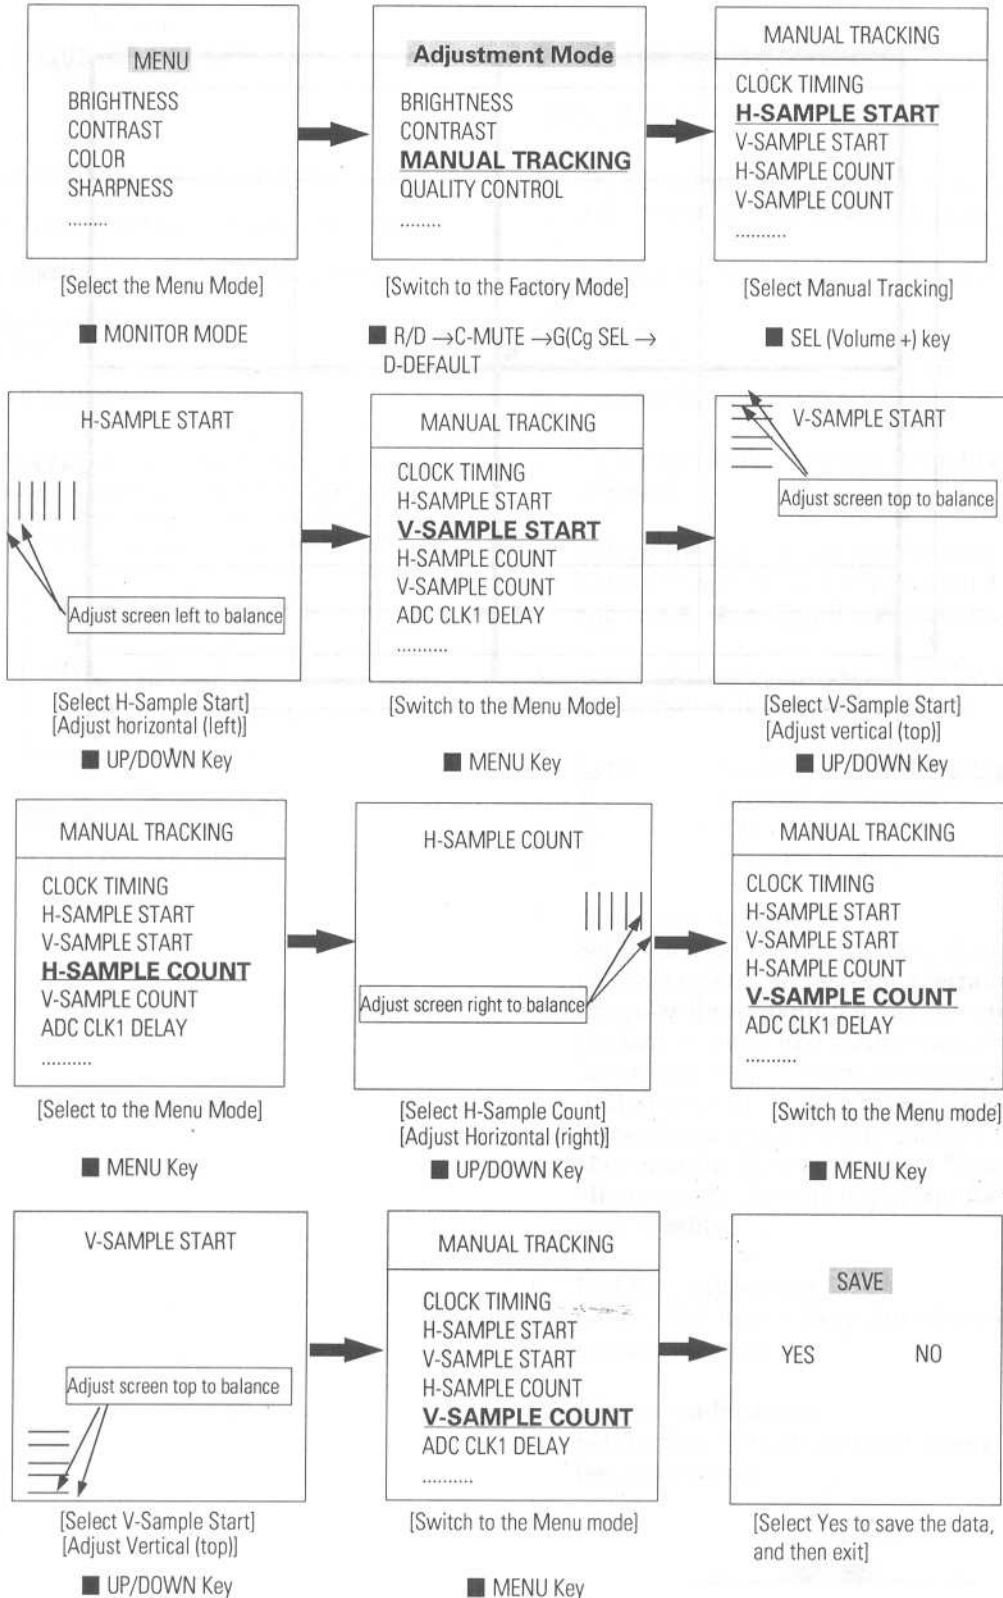 MENU
BRIGHTNESS
CONTRAST
COLOR
SHARPNESS
........
[Select the Menu Mode]
■ MONITOR MODE
Adjustment Mode
BRIGHTNESS
CONTRAST
MANUAL TRACKING
QUALITY CONTROL
........
[Switch to the Factory Mode]
■ R/D →C-MUTE →G(Cg SEL →
D-DEFAULT
MANUAL TRACKING
CLOCK TIMING
H-SAMPLE START
V-SAMPLE START
H-SAMPLE COUNT
V-SAMPLE COUNT
..........
[Select Manual Tracking]
■ SEL (Volume +) key
H-SAMPLE START
Adjust screen left to balance
[Select H-Sample Start]
[Adjust horizontal (left)]
■ UP/DOWN Key
MANUAL TRACKING
CLOCK TIMING
H-SAMPLE START
V-SAMPLE START
H-SAMPLE COUNT
V-SAMPLE COUNT
ADC CLK1 DELAY
..........
[Switch to the Menu Mode]
■ MENU Key
V-SAMPLE START
Adjust screen top to balance
[Select V-Sample Start]
[Adjust vertical (top)]
■ UP/DOWN Key
MANUAL TRACKING
CLOCK TIMING
H-SAMPLE START
V-SAMPLE START
H-SAMPLE COUNT
V-SAMPLE COUNT
ADC CLK1 DELAY
..........
[Select to the Menu Mode]
■ MENU Key
H-SAMPLE COUNT
Adjust screen right to balance
[Select H-Sample Count]
[Adjust Horizontal (right)]
■ UP/DOWN Key
MANUAL TRACKING
CLOCK TIMING
H-SAMPLE START
V-SAMPLE START
H-SAMPLE COUNT
V-SAMPLE COUNT
ADC CLK1 DELAY
..........
[Switch to the Menu mode]
■ MENU Key
V-SAMPLE START
Adjust screen top to balance
[Select V-Sample Start]
[Adjust Vertical (top)]
■ UP/DOWN Key
MANUAL TRACKING
CLOCK TIMING
H-SAMPLE START
V-SAMPLE START
H-SAMPLE COUNT
V-SAMPLE COUNT
ADC CLK1 DELAY
..........
[Switch to the Menu mode]
■ MENU Key
SAVE
YES NO
[Select Yes to save the data,
and then exit]